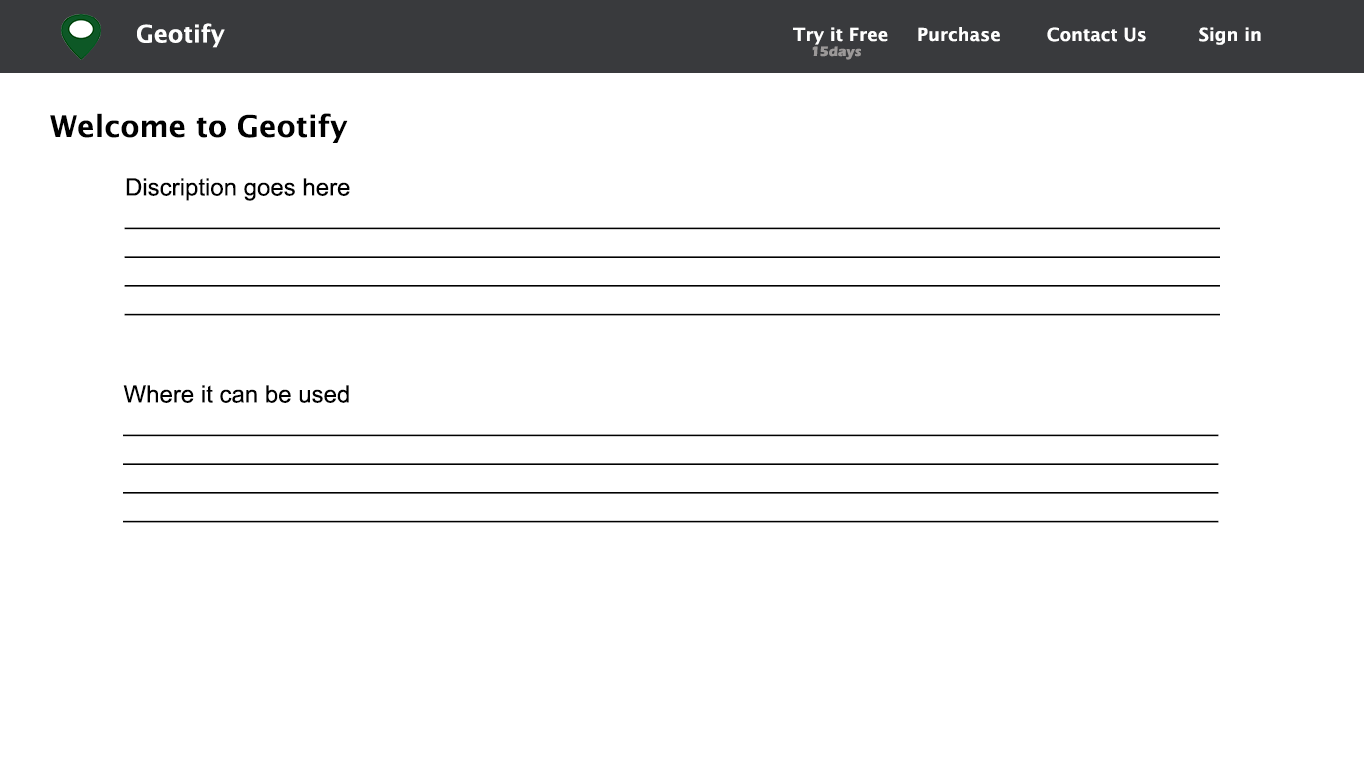 Geotify
Try it Free Purchase Contact Us Sign in
15days
Welcome to Geotify
Discription goes here
Where it can be used